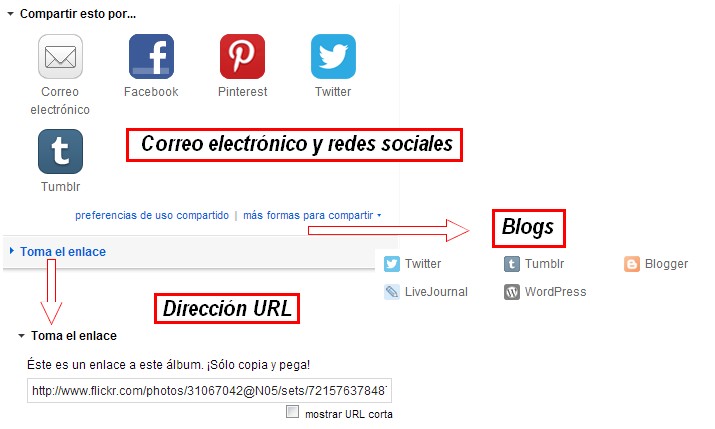 Compartir esto por...
Correo
electrónico
Facebook
Pinterest
Twitter
Tumblr
Correo electrónico y redes sociales
preferencias de uso compartido | más formas para compartir
Toma el enlace
Blogs
Twitter
Tumblr
Blogger
LiveJournal
WordPress
Dirección URL
Toma el enlace
Éste es un enlace a este álbum. ¡Sólo copia y pega!
http://www.flickr.com/photos/31067042@N05/sets/721576378487
mostrar URL corta